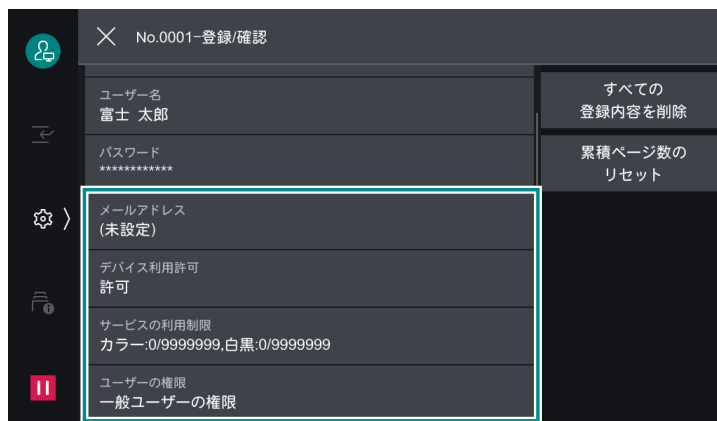 No.0001-登録/確認
ユーザー名
富士 太郎
パスワード
************
メールアドレス
(未設定)
デバイス利用許可
許可
サービスの利用制限
カラー:0/9999999,白黒:0/9999999
ユーザーの権限
一般ユーザーの権限
すべての
登録内容を削除
累積ページ数の
リセット